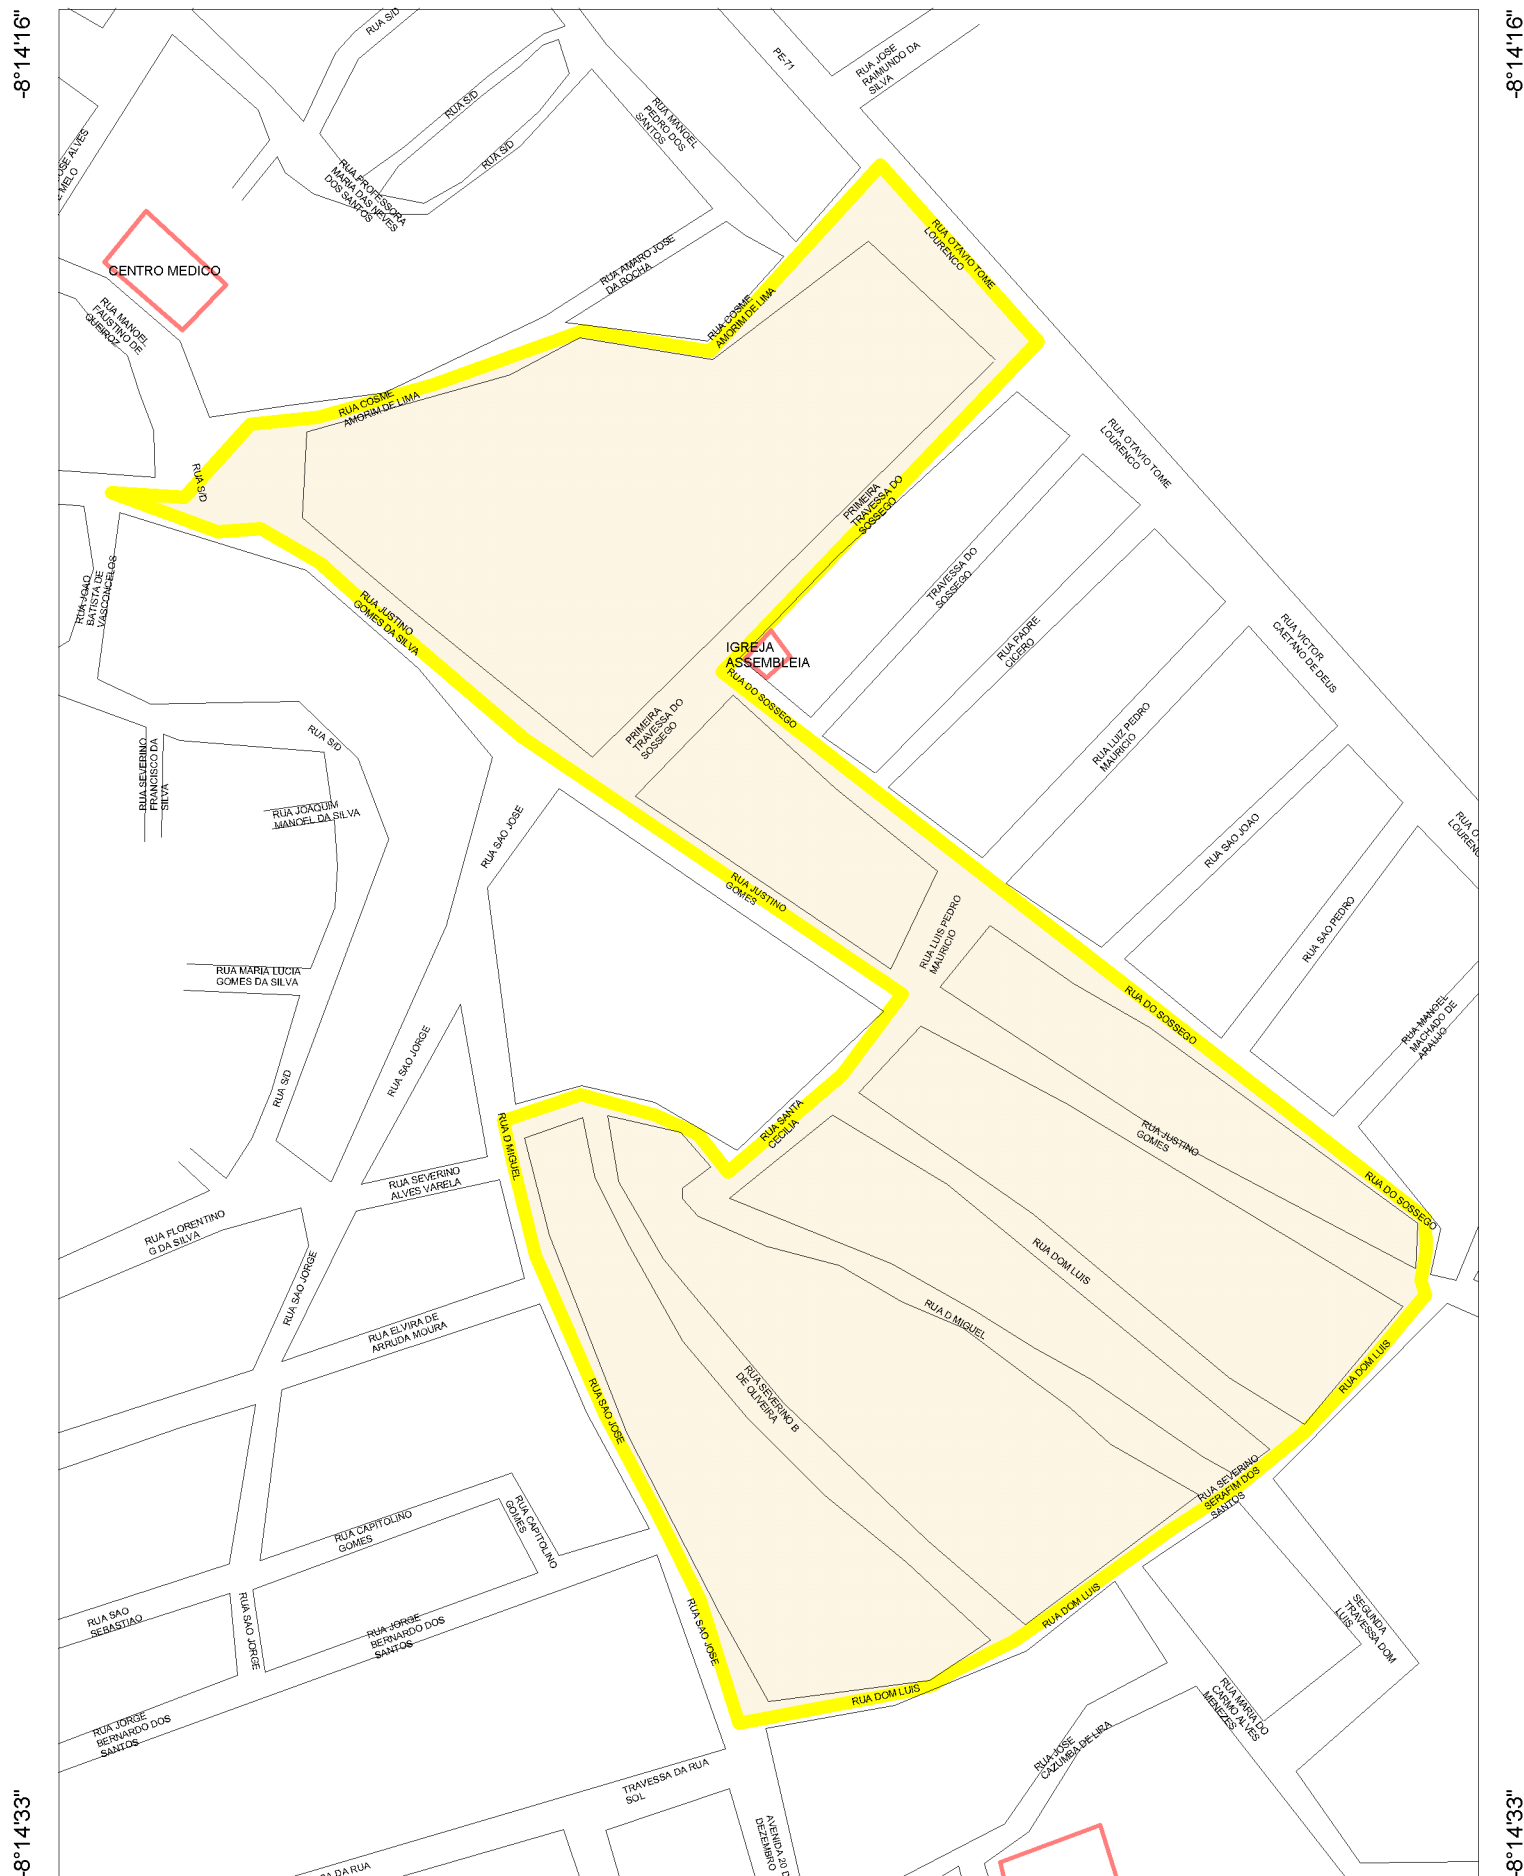 -8°14'16"
-8°14'16"
RUA S/D
PE-71
RUA JOSE
RAIMUNDO DA
SILVA
RUA S/D
RUA MANOEL
PEDRO DOS
SANTOS
RUA S/D
OSE ALVES
MELO
RUA PROFESSORA
MARIA DAS NEVES
DOS SANTOS
CENTRO MEDICO
RUA OTAVIO TOME
LOURENCO
RUA AMARO JOSE
DA ROCHA
RUA MANOEL
FAUSTINO DE
QUEIROZ
RUA COSME
AMORIM DE LIMA
RUA COSME
AMORIM DE LIMA
RUA OTAVIO TOME
LOURENCO
RUA S/D
PRIMEIRA
TRAVESSA DO
SOSSEGO
RUA JOAO
BATISTA DE
VASCONCELOS
RUA JUSTINO
GOMES DA SILVA
TRAVESSA DO
SOSSEGO
RUA PADRE
CICERO
RUA VICTOR
CAETANO DE DEUS
IGREJA
ASSEMBLEIA
RUA DO SOSSEGO
PRIMEIRA
TRAVESSA DO
SOSSEGO
RUA LUIZ PEDRO
MAURICIO
RUA S/D
RUA SEVERINO
FRANCISCO DA
SILVA
RUA JOAQUIM
MANOEL DA SILVA
RUA SAO JOSE
RUA SAO JOAO
RUA O
LOUREN
RUA JUSTINO
GOMES
RUA LUIS PEDRO
MAURICIO
RUA SAO PEDRO
RUA MARIA LUCIA
GOMES DA SILVA
RUA DO SOSSEGO
RUA MANOEL
MACHADO DE
ARAUJO
RUA SAO JORGE
RUA S/D
RUA SANTA
CECILIA
RUA JUSTINO
GOMES
RUA D MIGUEL
RUA SEVERINO
ALVES VARELA
RUA DO SOSSEGO
RUA FLORENTINO
G DA SILVA
RUA SAO JORGE
RUA DOM LUIS
RUA D MIGUEL
RUA ELVIRA DE
ARRUDA MOURA
RUA DOM LUIS
RUA SEVERINO B
DE OLIVEIRA
RUA SAO JOSE
RUA SEVERINO
SERAFIM DOS
SANTOS
RUA CAPITOLINO
GOMES
RUA CAPITOLINO
GOMES
RUA SAO
SEBASTIAO
RUA SAO JORGE
RUA JORGE
BERNARDO DOS
SANTOS
RUA SAO JOSE
RUA DOM LUIS
SEGUNDA
TRAVESSA DOM
LUIS
RUA DOM LUIS
RUA MARIA DO
CARMO ALVES
MENEZES
RUA JORGE
BERNARDO DOS
SANTOS
RUA JOSE
CAZUMBA DE LIRA
TRAVESSA DA RUA
SOL
AVENIDA 20 D
DEZEMBRO
SA DA RUA
-8°14'33"
-8°14'33"